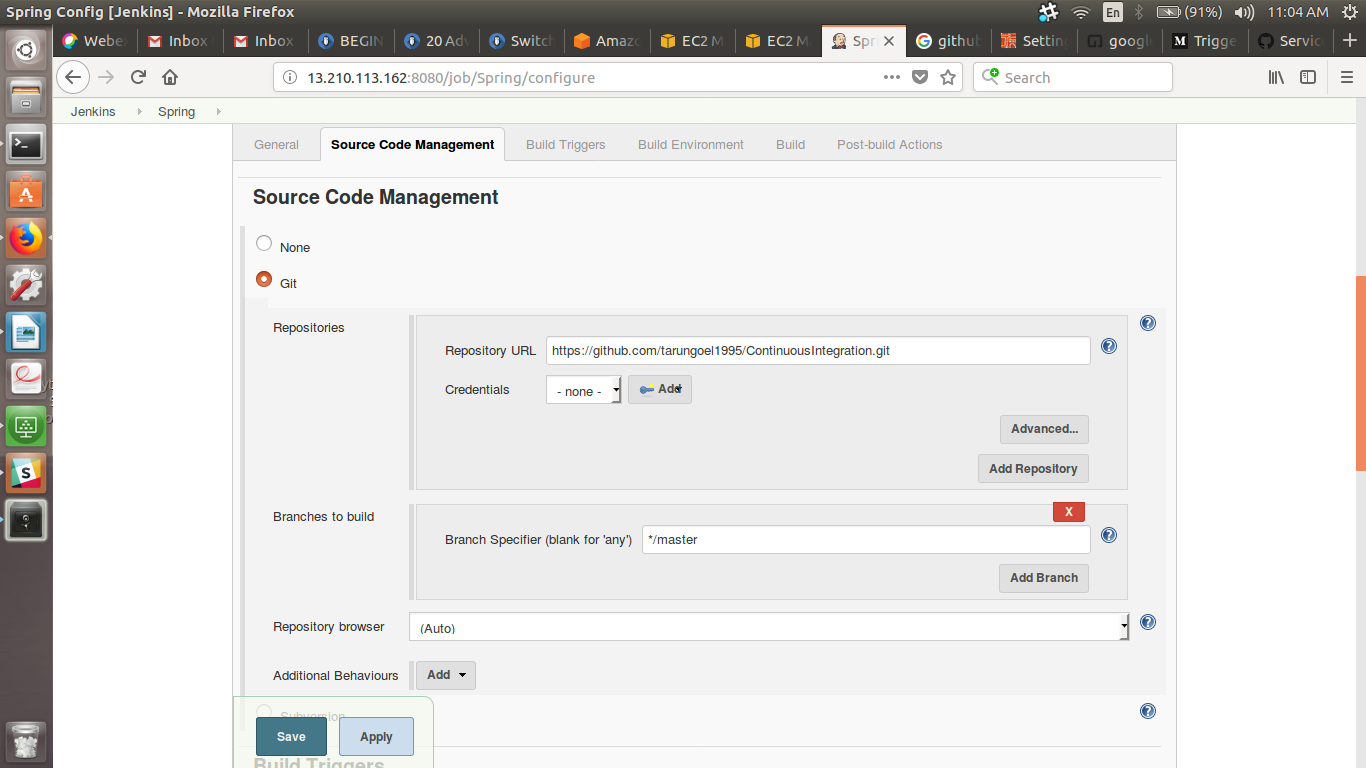 Spring Config [Jenkins] - Mozilla Firefox
En
(91%)
11:04 AM
Webe
Inbox
Inbox
BEGIN
20 Adv
Switch
Amazo
EC2 M
EC2 M
Spr
github
Settin
googl
Trigge
Servic
13.210.113.162:8080/job/Spring/configure
Search
Jenkins
Spring
General
Source Code Management
Build Triggers
Build Environment
Build
Post-build Actions
Source Code Management
None
Git
Repositories
Repository URL
https://github.com/tarungoel1995/ContinuousIntegration.git
Credentials
- none -
Add
Advanced...
Add Repository
Branches to build
X
Branch Specifier (blank for 'any')
*/master
Add Branch
Repository browser
(Auto)
Additional Behaviours
Add
Subversion
Save
Apply
Build Triggers